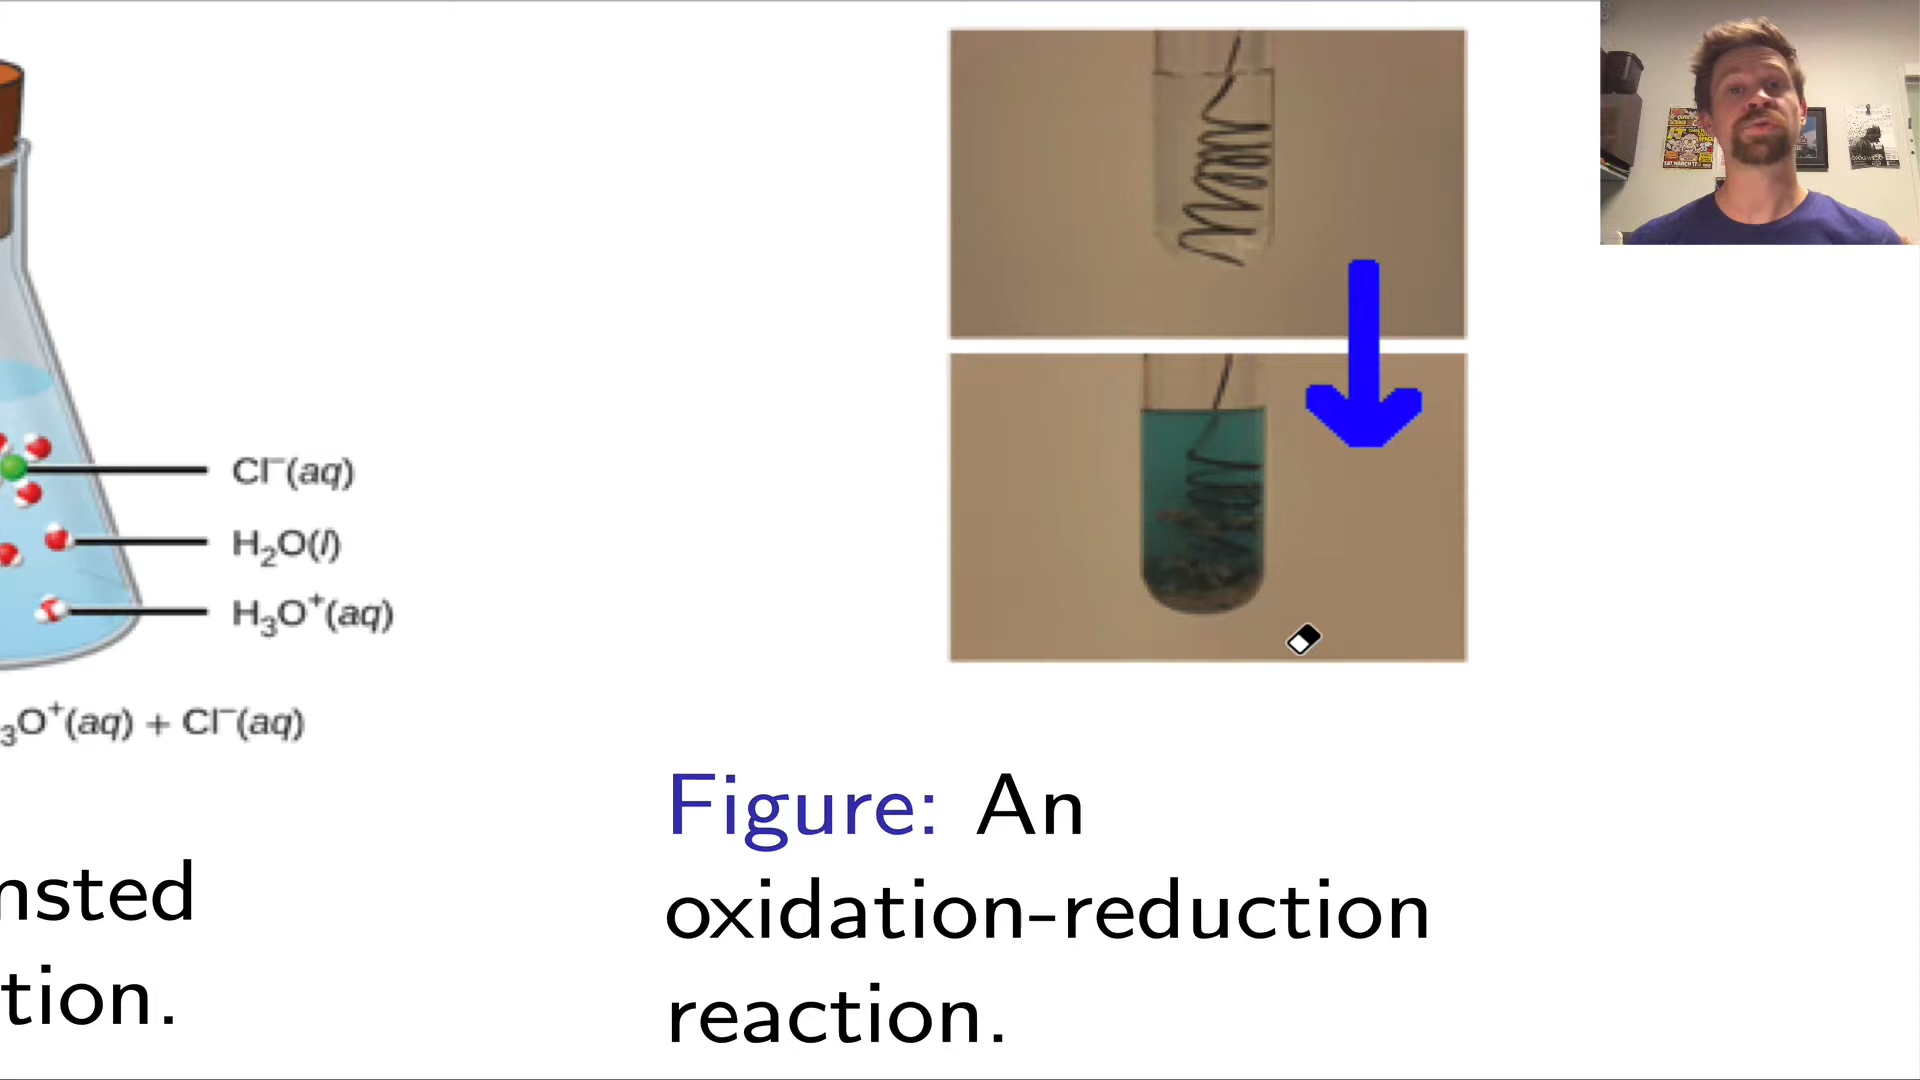 Cl⁻(aq)
H₂O(l)
H₃O⁺(aq)
₃O⁺(aq) + Cl⁻(aq)
nsted
tion.
Figure: An
oxidation-reduction
reaction.